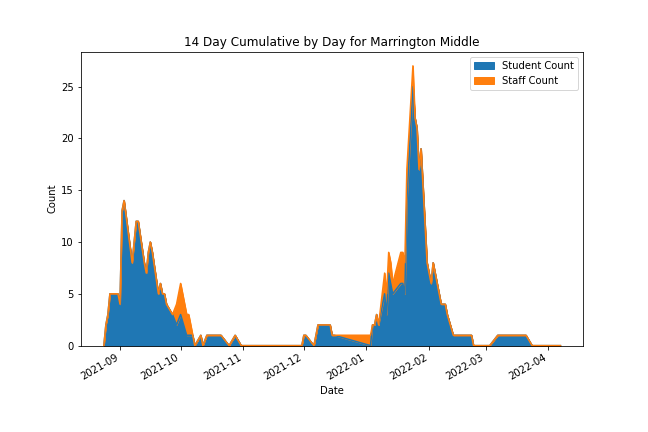 14 Day Cumulative by Day for Marrington Middle
Student Count
Staff Count
25
20
15
10
5
0
Count
2021-09
2021-10
2021-11
2021-12
2022-01
2022-02
2022-03
2022-04
Date